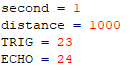 second = 1
distance = 1000
TRIG = 23
ECHO = 24